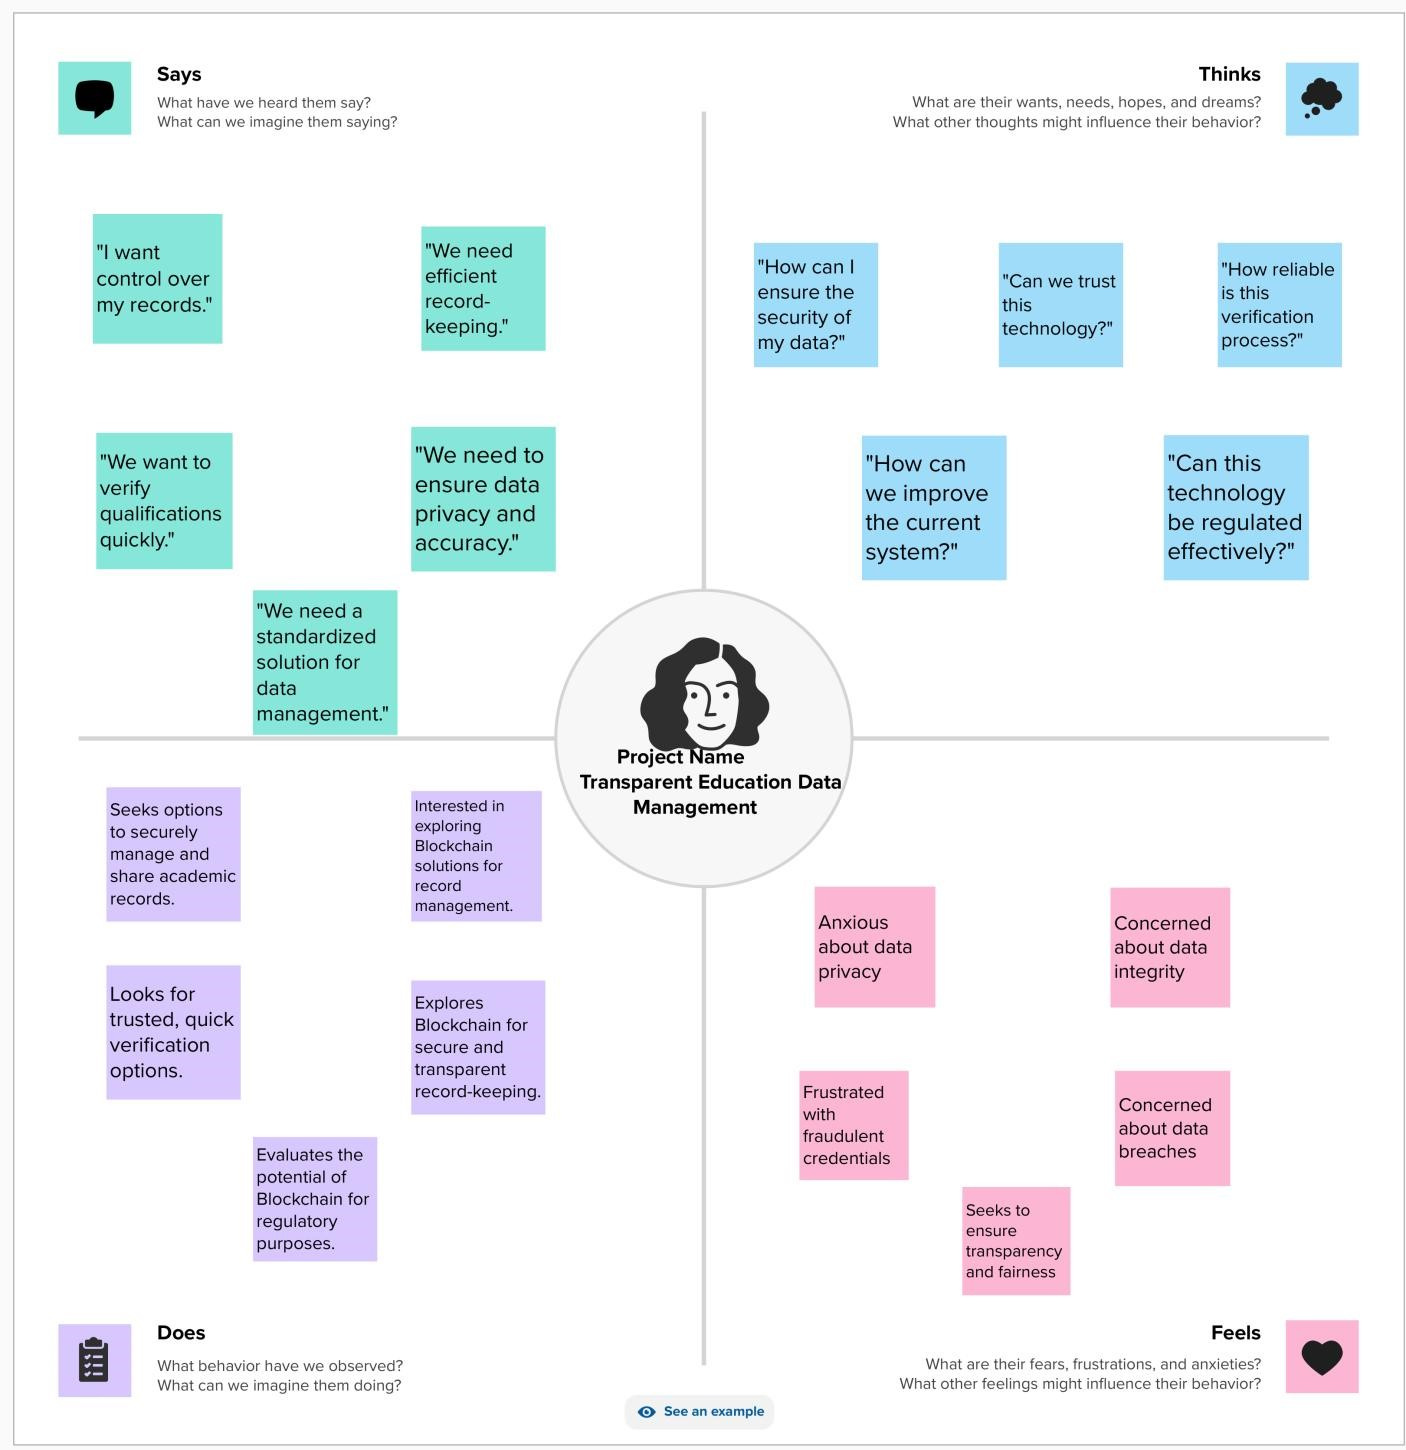 Says
What have we heard them say?
What can we imagine them saying?
Thinks
What are their wants, needs, hopes, and dreams?
What other thoughts might influence their behavior?
"I want
control over
my records."
"We need
efficient
record-
keeping."
"We want to
verify
qualifications
quickly."
"We need to
ensure data
privacy and
accuracy."
"We need a
standardized
solution for
data
management."
"How can I
ensure the
security of
my data?"
"Can we trust
this
technology?"
"How reliable
is this
verification
process?"
"How can
we improve
the current
system?"
"Can this
technology
be regulated
effectively?"
Project Name
Transparent Education Data
Management
Seeks options
to securely
manage and
share academic
records.
Interested in
exploring
Blockchain
solutions for
record
management.
Looks for
trusted, quick
verification
options.
Explores
Blockchain for
secure and
transparent
record-keeping.
Evaluates the
potential of
Blockchain for
regulatory
purposes.
Anxious
about data
privacy
Concerned
about data
integrity
Frustrated
with
fraudulent
credentials
Concerned
about data
breaches
Seeks to
ensure
transparency
and fairness
Does
What behavior have we observed?
What can we imagine them doing?
Feels
What are their fears, frustrations, and anxieties?
What other feelings might influence their behavior?
See an example